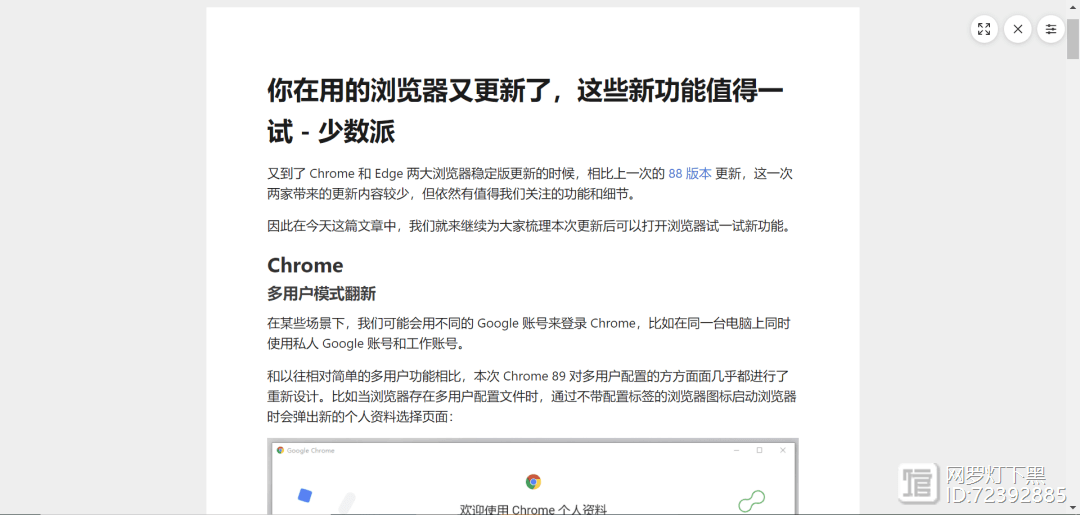 你在用的浏览器又更新了，这些新功能值得一
试 - 少数派
又到了 Chrome 和 Edge 两大浏览器稳定版更新的时候，相比上一次的 88 版本 更新，这一次
两家带来的更新内容较少，但依然有值得我们关注的功能和细节。
因此在今天这篇文章中，我们就来继续为大家梳理本次更新后可以打开浏览器试一试新功能。
Chrome
多用户模式翻新
在某些场景下，我们可能会用不同的 Google 账号来登录 Chrome，比如在同一台电脑上同时
使用私人 Google 账号和工作账号。
和以往相对简单的多用户功能相比，本次 Chrome 89 对多用户配置的方方面面几乎都进行了
重新设计。比如当浏览器存在多用户配置文件时，通过不带配置标签的浏览器图标启动浏览器
时会弹出新的个人资料选择页面：
Google Chrome
欢迎使用 Chrome 个人资料
网罗灯下黑
ID:72392885